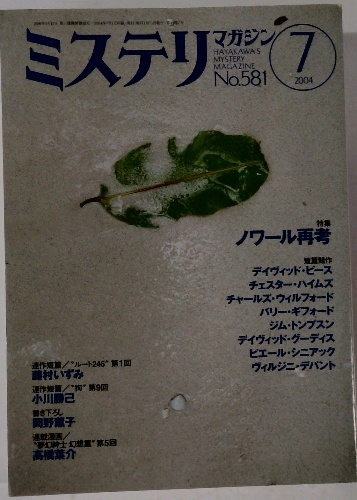 ミステリマガジン
HAYAKAWA'S
MYSTERY
MAGAZINE
No.581
7
2004
特集
ノワール再考
短篇競作
デイヴィッド・ピース
チェスター・ハイムズ
チャールズ・ウィルフォード
バリー・ギフォード
ジム・トンプスン
デイヴィッド・グーディス
ピエール・シニアック
ヴィルジニ・デパント
連作短篇/“ルート246”第1回
藤村いずみ
連作短篇/“狗”第9回
小川勝己
書き下ろし
岡野薫子
連載漫画/
“夢幻紳士 幻想篇”第5回
高橋葉介